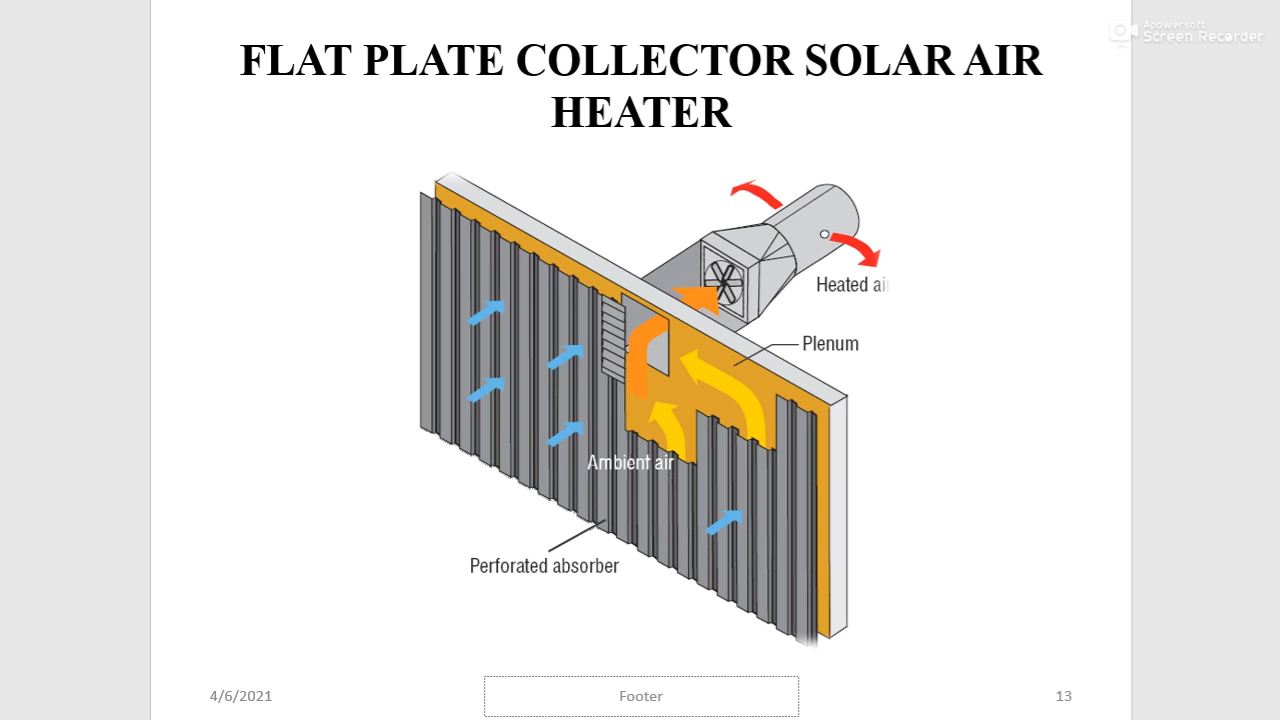 Apowersoft
Screen Recorder
FLAT PLATE COLLECTOR SOLAR AIR
HEATER
Heated air
Plenum
Ambient air
Perforated absorber
4/6/2021
Footer
13